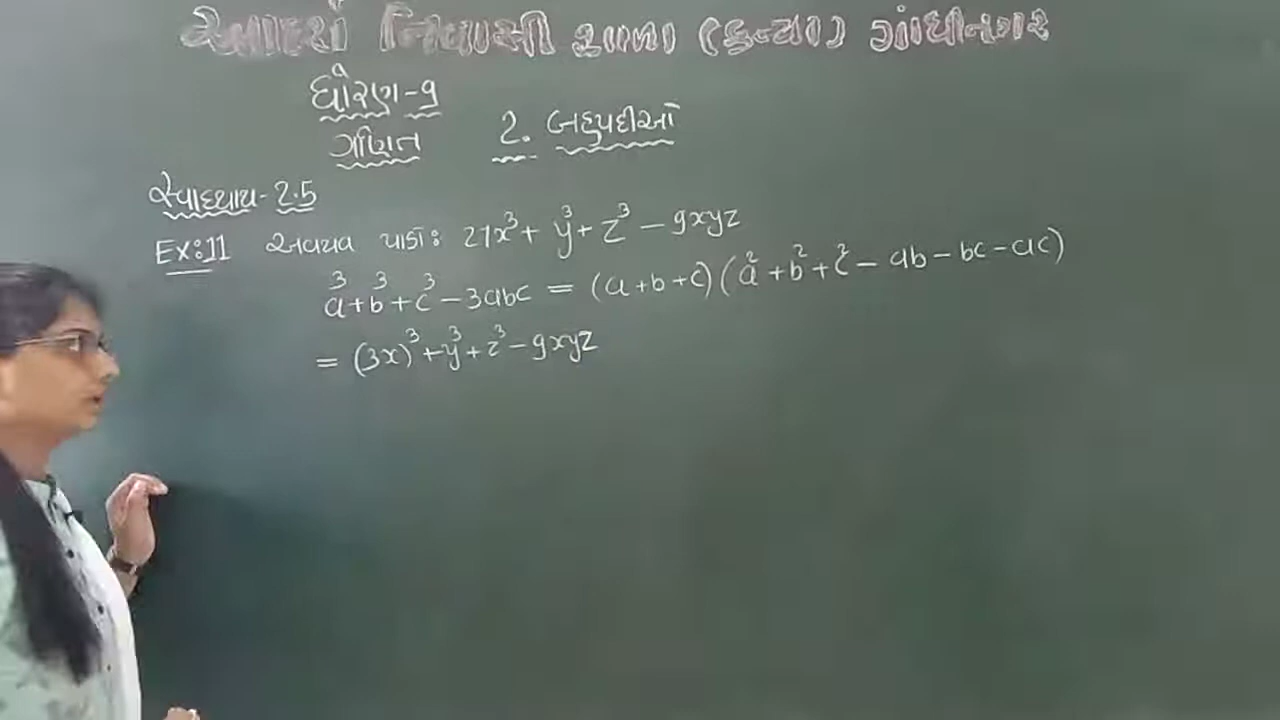 આદર્શ નિવાસી શાળા (કન્યા) ગાંધીનગર
ધોરણ-9
ગણિત
2. બહુપદીઓ
સ્વાધ્યાય-2.5
Ex:11 અવયવ પાડો: 27x³ + y³ + z³ - 9xyz
a³+b³+c³-3abc = (a+b+c)(a²+b²+c²-ab-bc-ac)
= (3x)³+y³+z³-9xyz